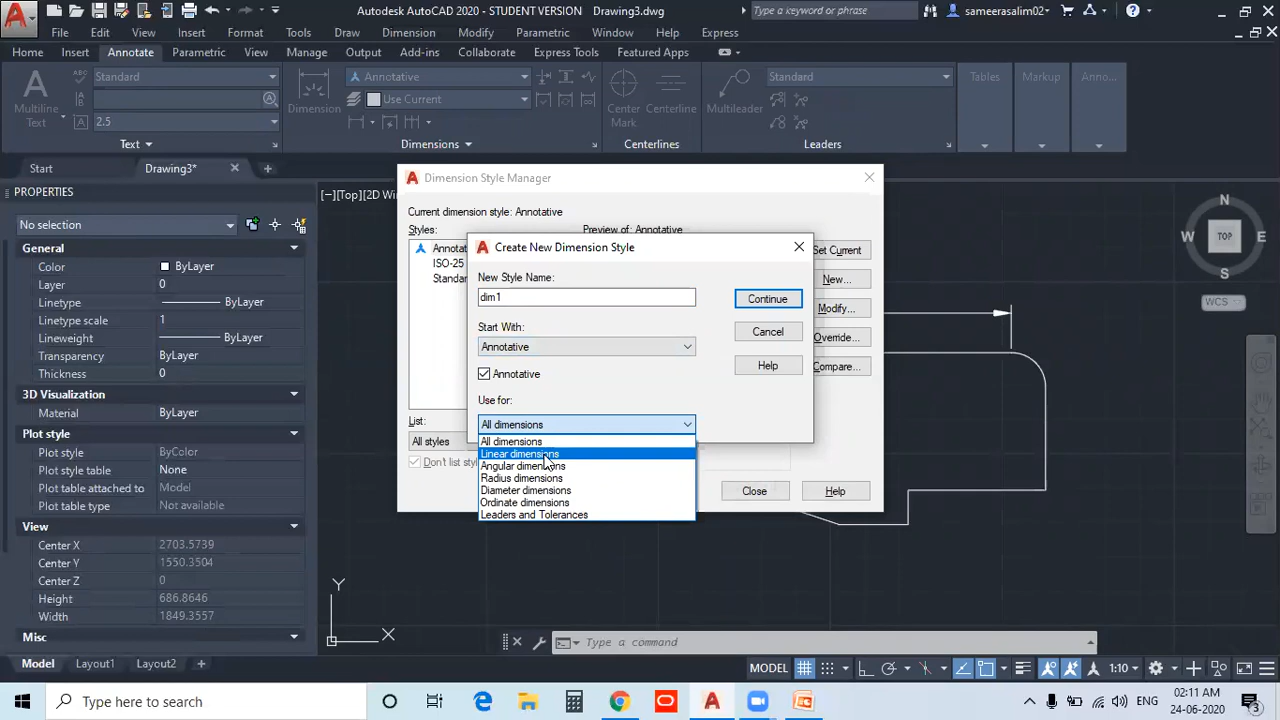 Autodesk AutoCAD 2020 - STUDENT VERSION Drawing3.dwg
Type a keyword or phrase
sameerasalim02
File Edit View Insert Format Tools Draw Dimension Modify Parametric Window Help Express
Home Insert Annotate Parametric View Manage Output Add-ins Collaborate Express Tools Featured Apps
Multiline Text
Standard
2.5
Text
Dimension
Annotative
Use Current
Dimensions
Center Mark
Centerline
Centerlines
Multileader
Standard
Leaders
Tables
Markup
Anno...
Start
Drawing3*
PROPERTIES
No selection
General
Color ByLayer
Layer 0
Linetype ByLayer
Linetype scale 1
Lineweight ByLayer
Transparency ByLayer
Thickness 0
3D Visualization
Material ByLayer
Plot style
Plot style ByColor
Plot style table None
Plot table attached to Model
Plot table type Not available
View
Center X 2703.5739
Center Y 1550.3504
Center Z 0
Height 686.8646
Width 1849.3557
Misc
[−][Top][2D Wi
Dimension Style Manager
Current dimension style: Annotative
Styles:
Preview of: Annotative
Annotat
ISO-25
Standar
Set Current
New...
Modify...
Override...
Compare...
List:
All styles
Don't list styl
Close
Help
Create New Dimension Style
New Style Name:
dim1
Continue
Start With:
Annotative
Cancel
Annotative
Help
Use for:
All dimensions
All dimensions
Linear dimensions
Angular dimensions
Radius dimensions
Diameter dimensions
Ordinate dimensions
Leaders and Tolerances
N
W TOP E
S
WCS
Y
X
Type a command
Model Layout1 Layout2
MODEL
1:10
Type here to search
ENG
02:11 AM
24-06-2020
3